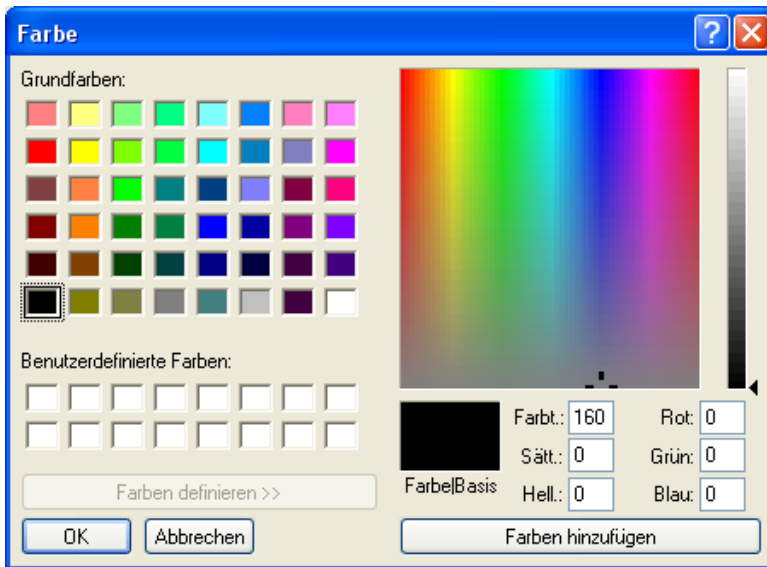 Farbe
Grundfarben:
Benutzerdefinierte Farben:
Farben definieren >>
OK
Abbrechen
Farbe|Basis
Farbt.: 160
Sätt.: 0
Hell.: 0
Rot: 0
Grün: 0
Blau: 0
Farben hinzufügen